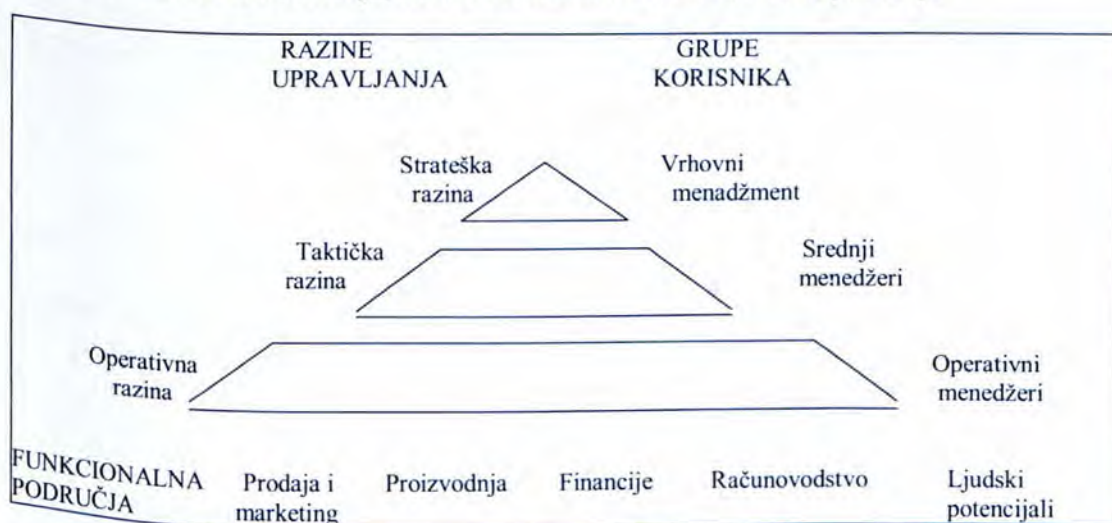 RAZINE
UPRAVLJANJA
GRUPE
KORISNIKA
Strateška
razina
Vrhovni
menadžment
Taktička
razina
Srednji
menedžeri
Operativna
razina
Operativni
menedžeri
FUNKCIONALNA
PODRUČJA
Prodaja i
marketing
Proizvodnja
Financije
Računovodstvo
Ljudski
potencijali